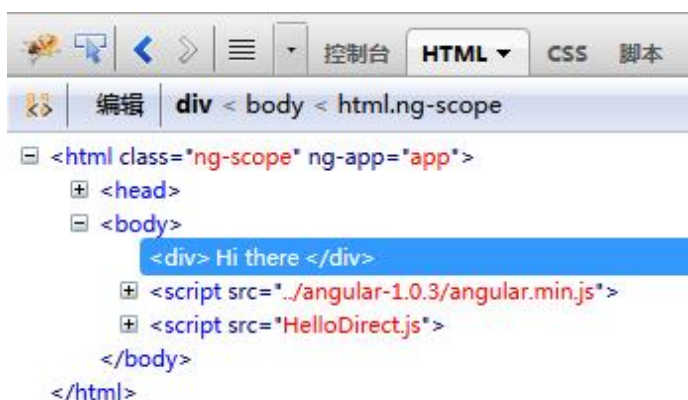 控制台 HTML CSS 脚本
编辑 div < body < html.ng-scope
<html class="ng-scope" ng-app="app">
<head>
<body>
<div> Hi there </div>
<script src="../angular-1.0.3/angular.min.js">
<script src="HelloDirect.js">
</body>
</html>